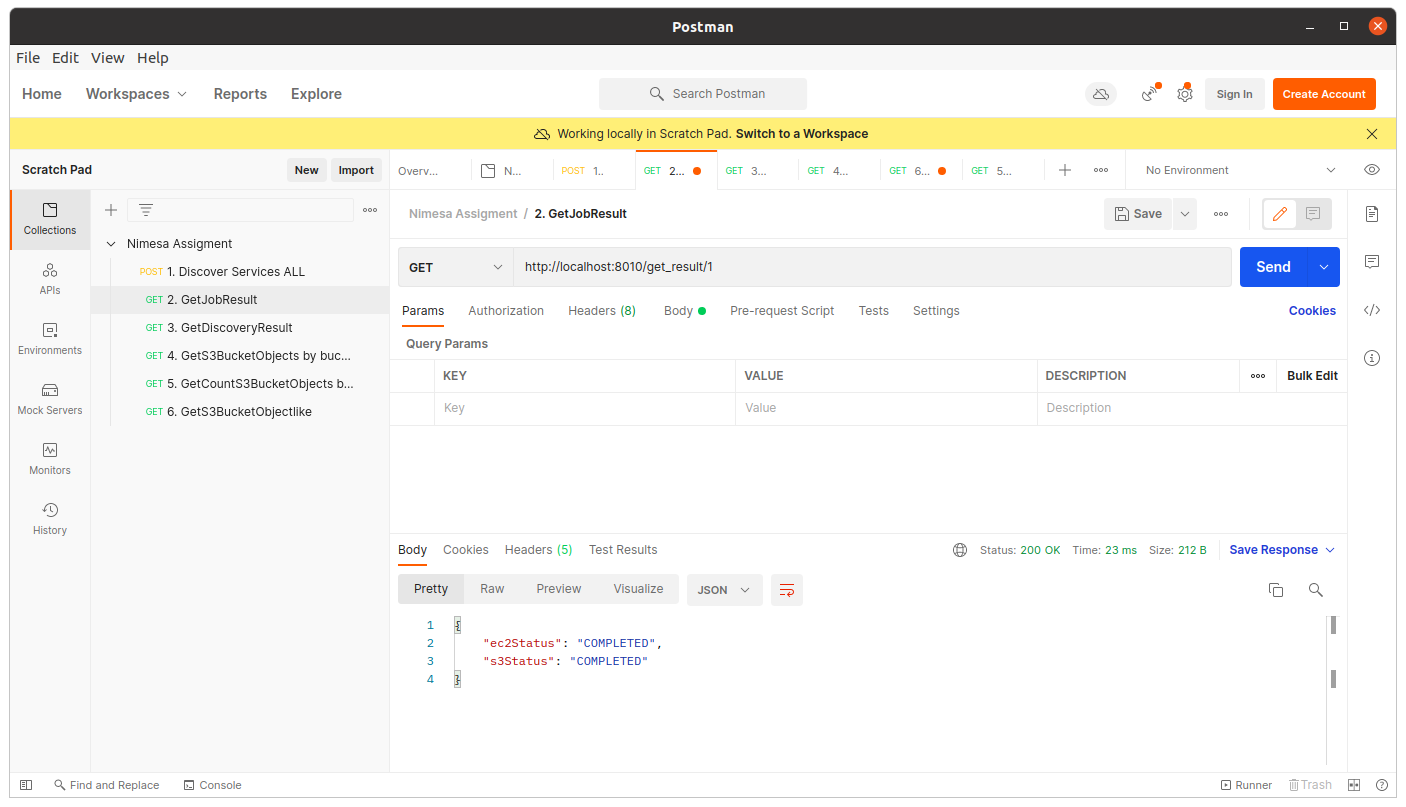 Postman
File Edit View Help
Home Workspaces Reports Explore Search Postman Sign In Create Account
Working locally in Scratch Pad. Switch to a Workspace
Scratch Pad New Import
Overv... N... POST 1.. GET 2... GET 3... GET 4... GET 6... GET 5... No Environment
Collections
APIs
Environments
Mock Servers
Monitors
History
Nimesa Assigment
POST 1. Discover Services ALL
GET 2. GetJobResult
GET 3. GetDiscoveryResult
GET 4. GetS3BucketObjects by buc...
GET 5. GetCountS3BucketObjects b...
GET 6. GetS3BucketObjectlike
Nimesa Assigment / 2. GetJobResult Save
GET http://localhost:8010/get_result/1 Send
Params Authorization Headers (8) Body Pre-request Script Tests Settings Cookies
Query Params
KEY VALUE DESCRIPTION Bulk Edit
Key Value Description
Body Cookies Headers (5) Test Results Status: 200 OK Time: 23 ms Size: 212 B Save Response
Pretty Raw Preview Visualize JSON
1 {
2 "ec2Status": "COMPLETED",
3 "s3Status": "COMPLETED"
4 }
Find and Replace Console Runner Trash